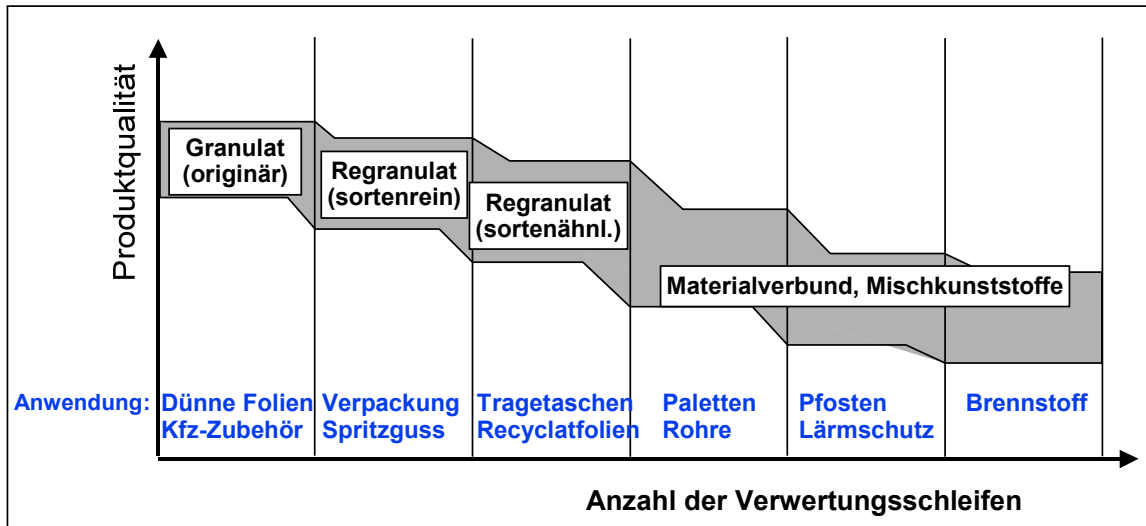 Produktqualität
Granulat
(originär)
Regranulat
(sortenrein)
Regranulat
(sortenähnl.)
Materialverbund, Mischkunststoffe
Anwendung:
Dünne Folien
Kfz-Zubehör
Verpackung
Spritzguss
Tragetaschen
Recyclatfolien
Paletten
Rohre
Pfosten
Lärmschutz
Brennstoff
Anzahl der Verwertungsschleifen